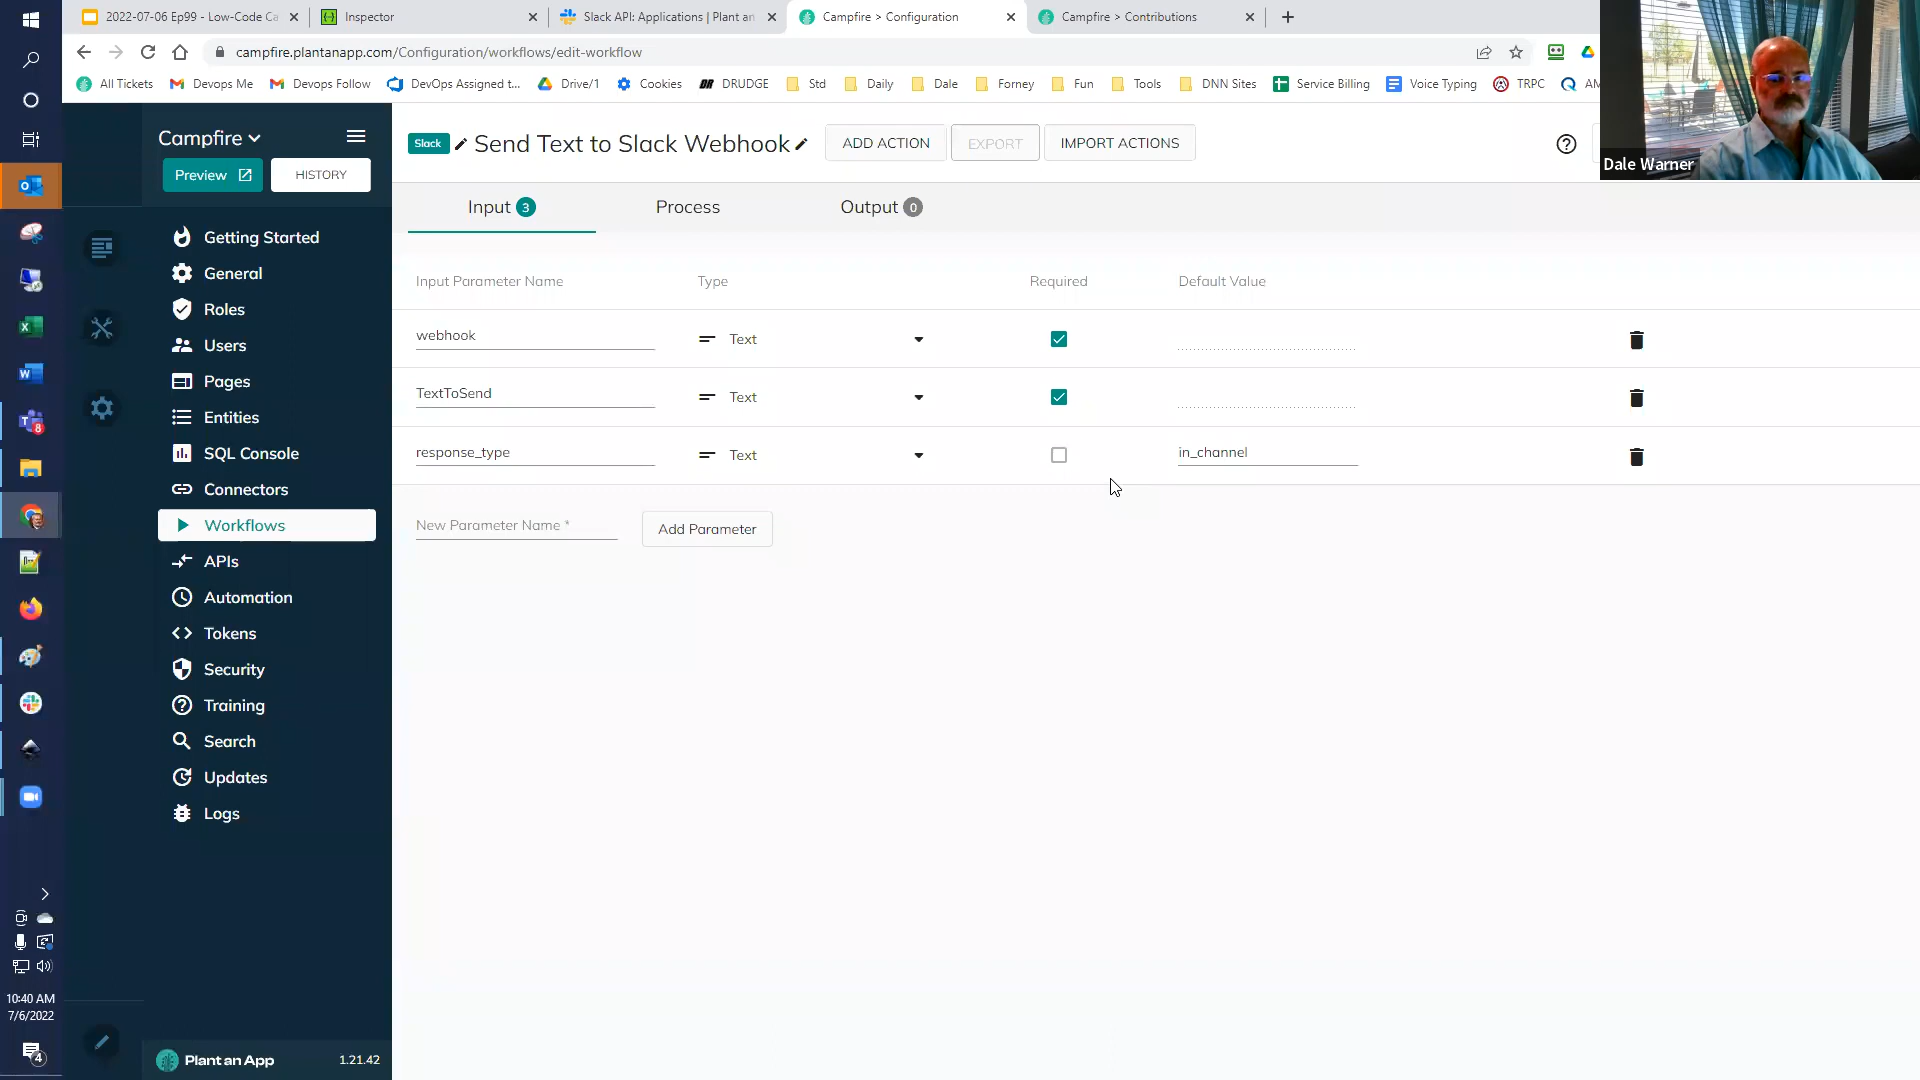 2022-07-06 Ep99 - Low-Code Ca
Inspector
Slack API: Applications | Plant an
Campfire > Configuration
Campfire > Contributions
campfire.plantanapp.com/Configuration/workflows/edit-workflow
All Tickets
Devops Me
Devops Follow
DevOps Assigned t...
Drive/1
Cookies
DR DRUDGE
Std
Daily
Dale
Forney
Fun
Tools
DNN Sites
Service Billing
Voice Typing
TRPC
AM
Dale Warner
Campfire
Preview
HISTORY
Getting Started
General
Roles
Users
Pages
Entities
SQL Console
Connectors
Workflows
APIs
Automation
Tokens
Security
Training
Search
Updates
Logs
Plant an App
1.21.42
Slack
Send Text to Slack Webhook
ADD ACTION
EXPORT
IMPORT ACTIONS
Input 3
Process
Output 0
Input Parameter Name
Type
Required
Default Value
webhook
Text
TextToSend
Text
response_type
Text
in_channel
New Parameter Name *
Add Parameter
8
10:40 AM
7/6/2022
4